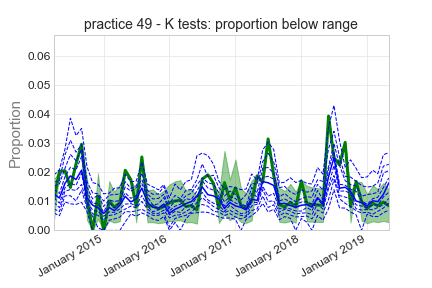 practice 49 - K tests: proportion below range
Proportion
0.06
0.05
0.04
0.03
0.02
0.01
0.00
January 2015
January 2016
January 2017
January 2018
January 2019